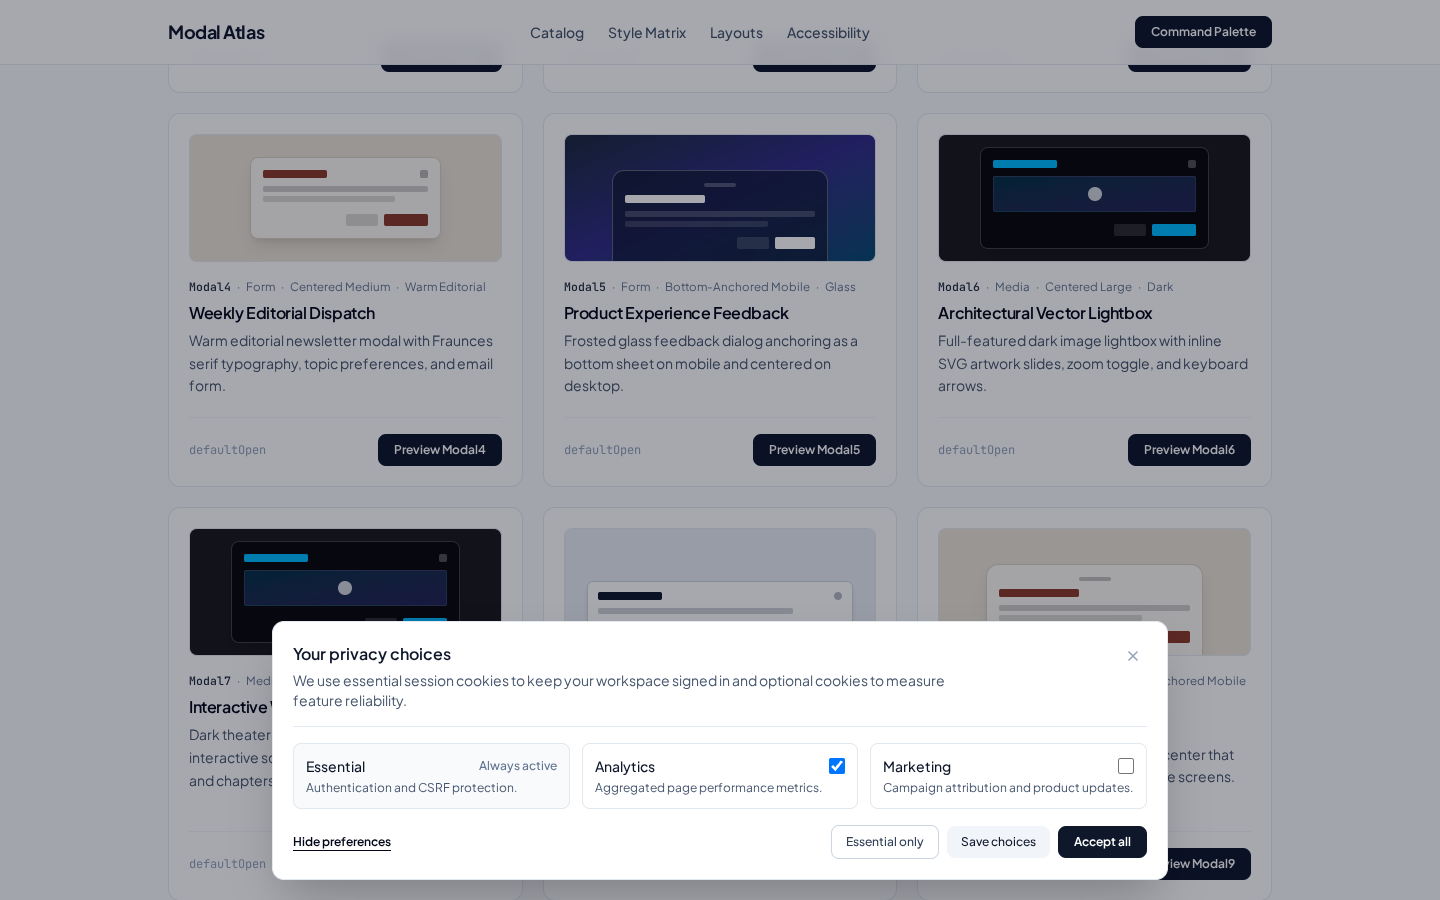 Modal Atlas
Catalog
Style Matrix
Layouts
Accessibility
Command Palette
Modal4 · Form · Centered Medium · Warm Editorial
Weekly Editorial Dispatch
Warm editorial newsletter modal with Fraunces
serif typography, topic preferences, and email
form.
defaultOpen
Preview Modal4
Modal5 · Form · Bottom-Anchored Mobile · Glass
Product Experience Feedback
Frosted glass feedback dialog anchoring as a
bottom sheet on mobile and centered on
desktop.
defaultOpen
Preview Modal5
Modal6 · Media · Centered Large · Dark
Architectural Vector Lightbox
Full-featured dark image lightbox with inline
SVG artwork slides, zoom toggle, and keyboard
arrows.
defaultOpen
Preview Modal6
Modal7 · Med
Interactive
Dark theater
interactive sc
and chapters
defaultOpen
chored Mobile
center that
e screens.
view Modal9
Your privacy choices
We use essential session cookies to keep your workspace signed in and optional cookies to measure
feature reliability.
Essential
Always active
Authentication and CSRF protection.
Analytics
Aggregated page performance metrics.
Marketing
Campaign attribution and product updates.
Hide preferences
Essential only
Save choices
Accept all